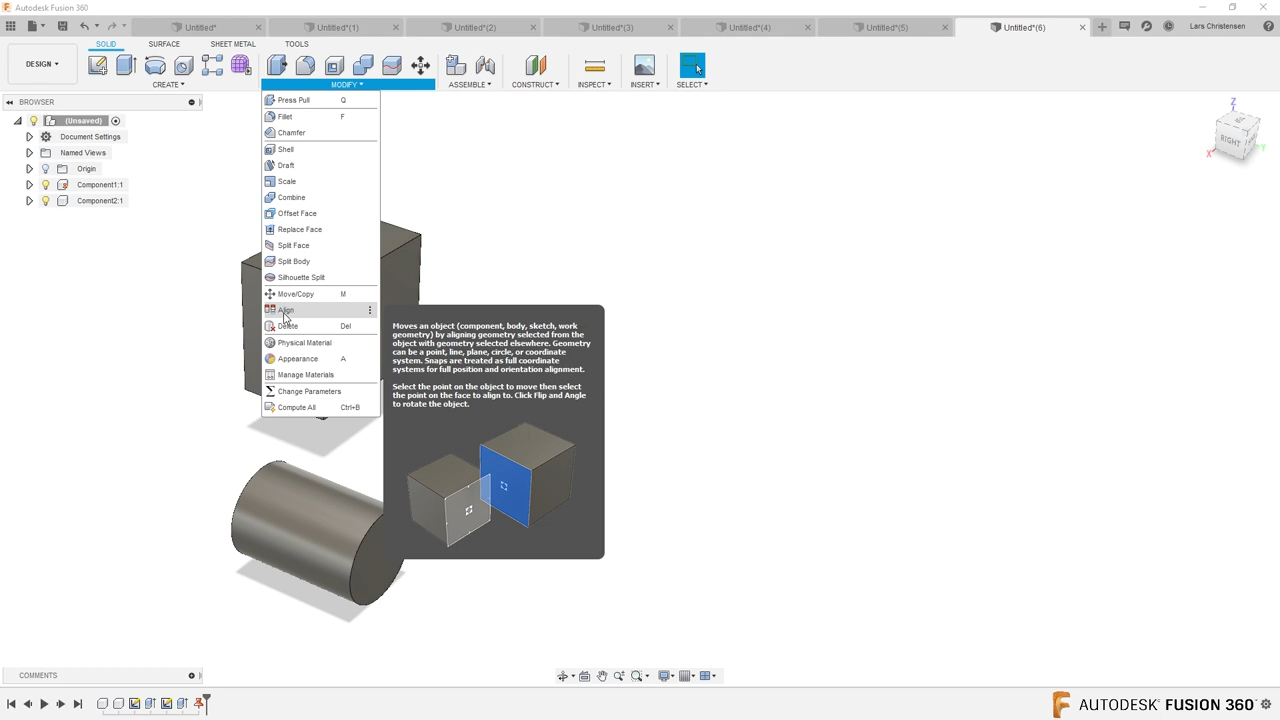 Autodesk Fusion 360
Untitled*
Untitled*(1)
Untitled*(2)
Untitled*(3)
Untitled*(4)
Untitled*(5)
Untitled*(6)
Lars Christensen
SOLID
SURFACE
SHEET METAL
TOOLS
DESIGN
CREATE
MODIFY
ASSEMBLE
CONSTRUCT
INSPECT
INSERT
SELECT
BROWSER
(Unsaved)
Document Settings
Named Views
Origin
Component1:1
Component2:1
Press Pull Q
Fillet F
Chamfer
Shell
Draft
Scale
Combine
Offset Face
Replace Face
Split Face
Split Body
Silhouette Split
Move/Copy M
Align
Delete Del
Physical Material
Appearance A
Manage Materials
Change Parameters
Compute All Ctrl+B
Moves an object (component, body, sketch, work
geometry) by aligning geometry selected from the
object with geometry selected elsewhere. Geometry
can be a point, line, plane, circle, or coordinate
system. Snaps are treated as full coordinate
systems for full position and orientation alignment.
Select the point on the object to move then select
the point on the face to align to. Click Flip and Angle
to rotate the object.
Z
RIGHT
X
Y
COMMENTS
AUTODESK FUSION 360°